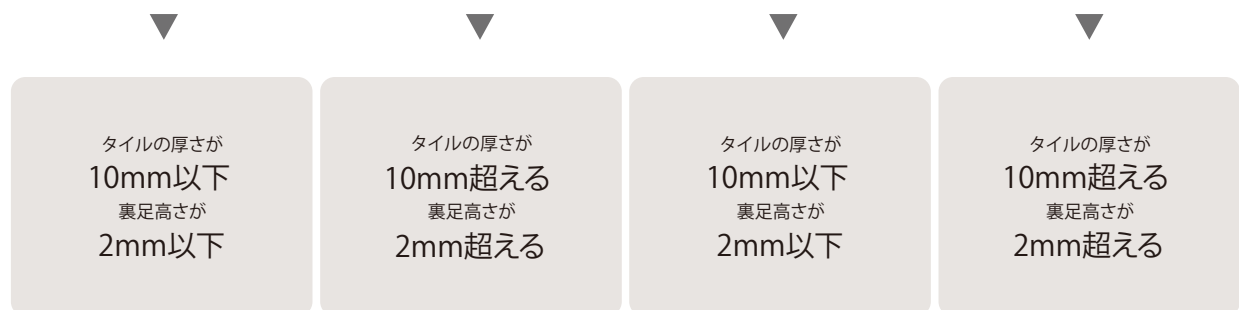 タイルの厚さが
10mm以下
裏足高さが
2mm以下
タイルの厚さが
10mm超える
裏足高さが
2mm超える
タイルの厚さが
10mm以下
裏足高さが
2mm以下
タイルの厚さが
10mm超える
裏足高さが
2mm超える